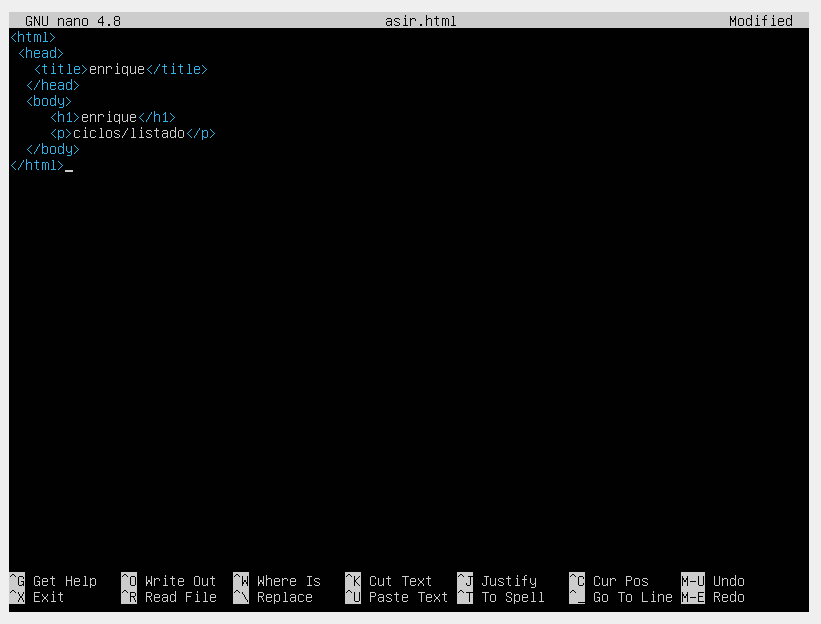 GNU nano 4.8 asir.html Modified
<html>
 <head>
   <title>enrique</title>
  </head>
  <body>
     <h1>enrique</h1>
     <p>ciclos/listado</p>
  </body>
</html>_
^G Get Help ^O Write Out ^W Where Is ^K Cut Text ^J Justify ^C Cur Pos M-U Undo
^X Exit ^R Read File ^\ Replace ^U Paste Text ^T To Spell ^_ Go To Line M-E Redo